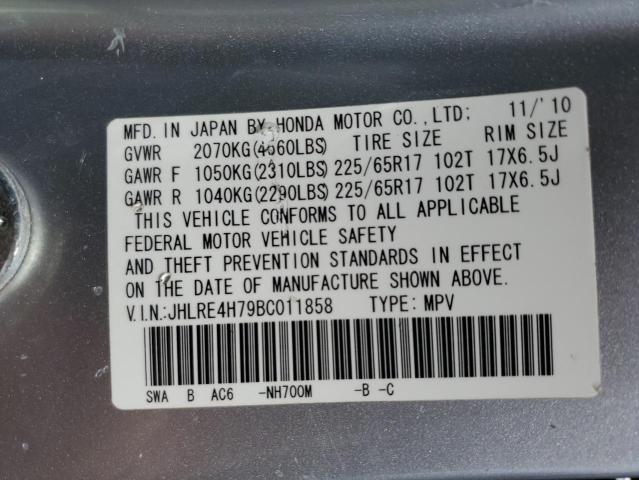 MFD. IN JAPAN BY HONDA MOTOR CO.,LTD: 11/'10
GVWR 2070KG(4560LBS) TIRE SIZE RIM SIZE
GAWR F 1050KG(2310LBS) 225/65R17 102T 17X6.5J
GAWR R 1040KG(2290LBS) 225/65R17 102T 17X6.5J
THIS VEHICLE CONFORMS TO ALL APPLICABLE
FEDERAL MOTOR VEHICLE SAFETY
AND THEFT PREVENTION STANDARDS IN EFFECT
ON THE DATE OF MANUFACTURE SHOWN ABOVE.
V.I.N.:JHLRE4H79BC011858 TYPE: MPV
SWA B AC6 -NH700M -B -C